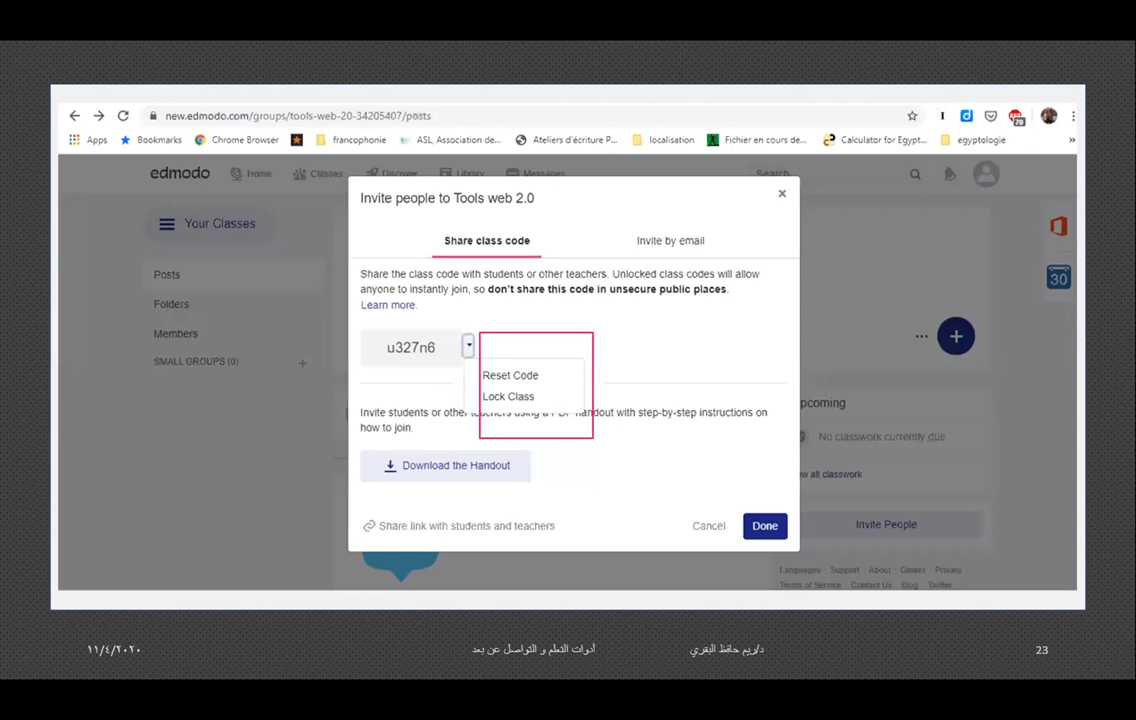 new.edmodo.com/groups/tools-web-20-34205407/posts
Apps Bookmarks Chrome Browser francophonie ASL, Association de... Ateliers d'écriture P... localisation Fichier en cours de... Calculator for Egypt... egyptologie »
edmodo Home Classes Discover Library Messages Search
Your Classes
Posts
Folders
Members
SMALL GROUPS (0) +
Invite people to Tools web 2.0 ×
Share class code Invite by email
Share the class code with students or other teachers. Unlocked class codes will allow
anyone to instantly join, so don't share this code in unsecure public places.
Learn more.
u327n6
Reset Code
Lock Class
Invite students or other teachers using a PDF handout with step-by-step instructions on
how to join.
Download the Handout
Share link with students and teachers Cancel Done
30
pcoming
No classwork currently due
ew all classwork
Invite People
Languages Support About Career Privacy
Terms of Service Contact Us Blog Twitter
د/ريم حافظ البقري
أدوات التعلم و التواصل عن بعد
١١/٤/٢٠٢٠
23